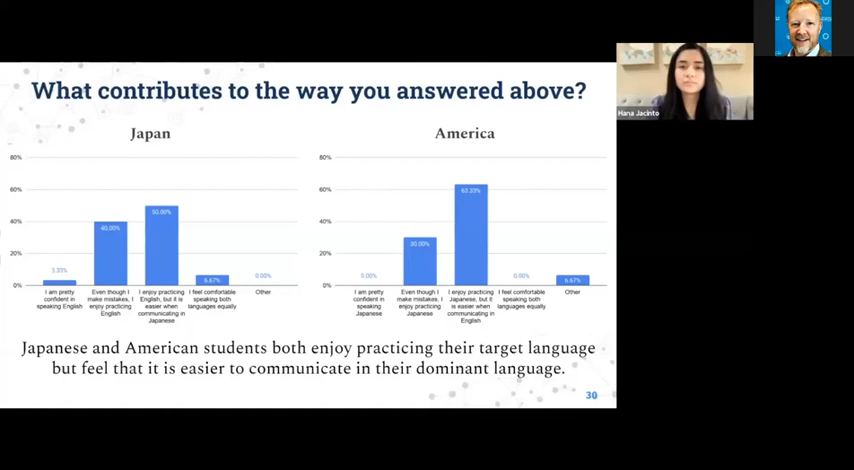 What contributes to the way you answered above?
Hana Jacinto
Japan
80%
60%
40%
20%
0%
3.33%
40.00%
50.00%
6.67%
0.00%
I am pretty
confident in
speaking English
Even though I
make mistakes, I
enjoy practicing
English
I enjoy practicing
English, but it is
easier when
communicating in
Japanese
I feel comfortable
speaking both
languages equally
Other
America
80%
60%
40%
20%
0%
0.00%
30.00%
63.33%
0.00%
6.67%
I am pretty
confident in
speaking
Japanese
Even though I
make mistakes, I
enjoy practicing
Japanese
I enjoy practicing
Japanese, but it
is easier when
communicating in
English
I feel comfortable
speaking both
languages equally
Other
Japanese and American students both enjoy practicing their target language
but feel that it is easier to communicate in their dominant language.
30